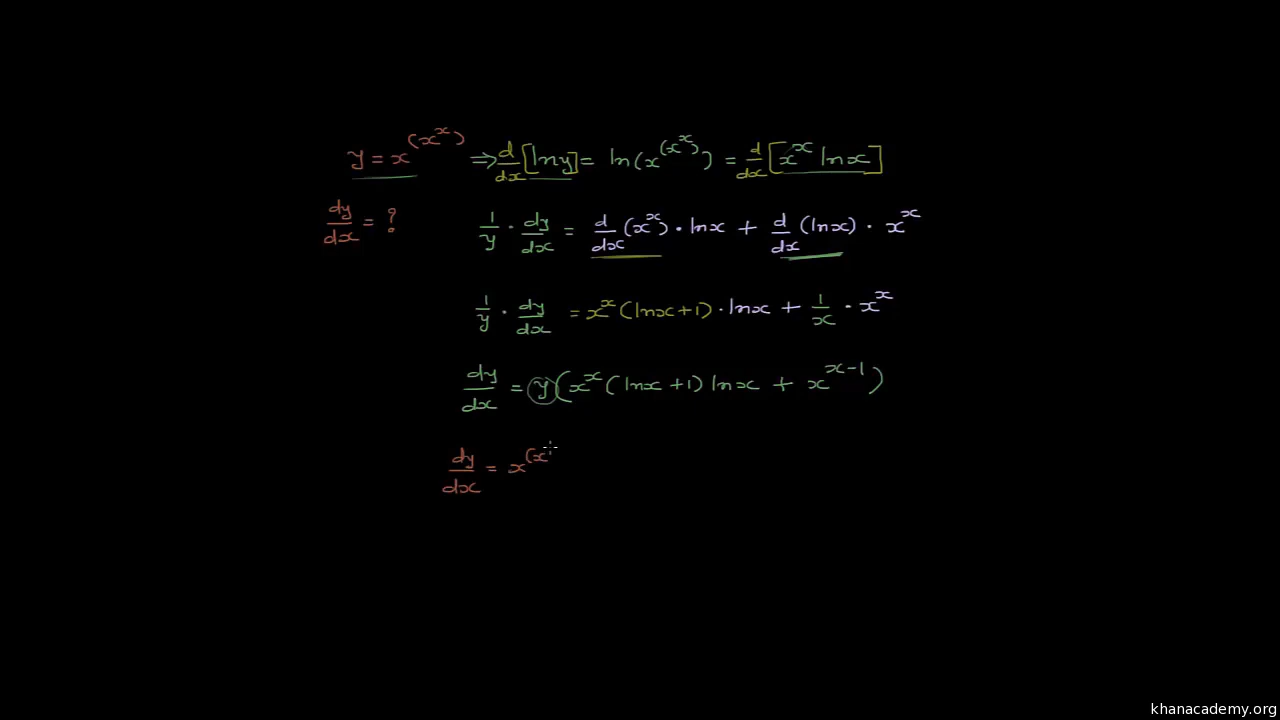 y = x^(x^x) ⇒ d/dx [ln y] = ln(x^(x^x)) = d/dx [x^x ln x]
dy/dx = ?
1/y · dy/dx = d/dx (x^x) · ln x + d/dx (ln x) · x^x
1/y · dy/dx = x^x (ln x + 1) · ln x + 1/x · x^x
dy/dx = y (x^x (ln x + 1) ln x + x^(x-1))
dy/dx = x^(x
khanacademy.org